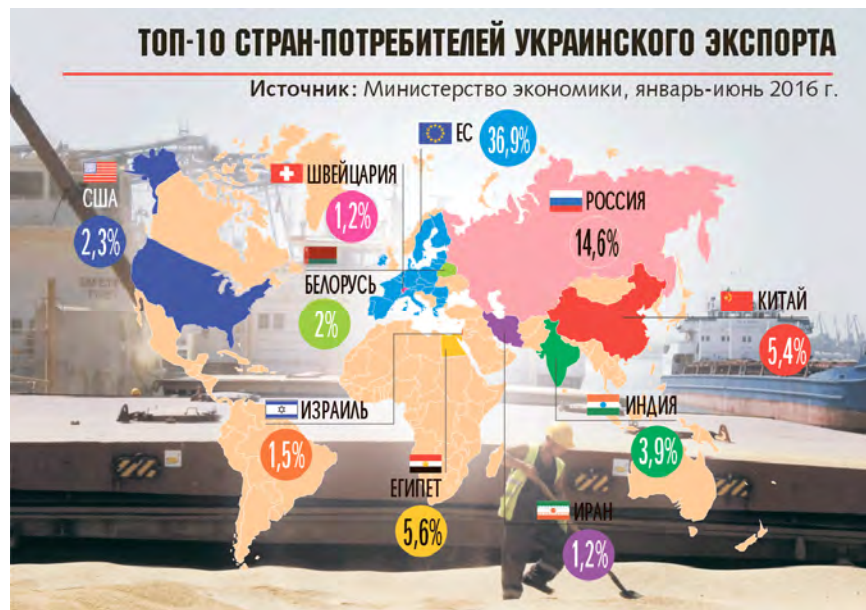 ТОП-10 СТРАН-ПОТРЕБИТЕЛЕЙ УКРАИНСКОГО ЭКСПОРТА
Источник: Министерство экономики, январь-июнь 2016 г.
ЕС
36,9%
США
2,3%
ШВЕЙЦАРИЯ
1,2%
РОССИЯ
14,6%
БЕЛОРУСЬ
2%
КИТАЙ
5,4%
ИЗРАИЛЬ
1,5%
ИНДИЯ
3,9%
ЕГИПЕТ
5,6%
ИРАН
1,2%